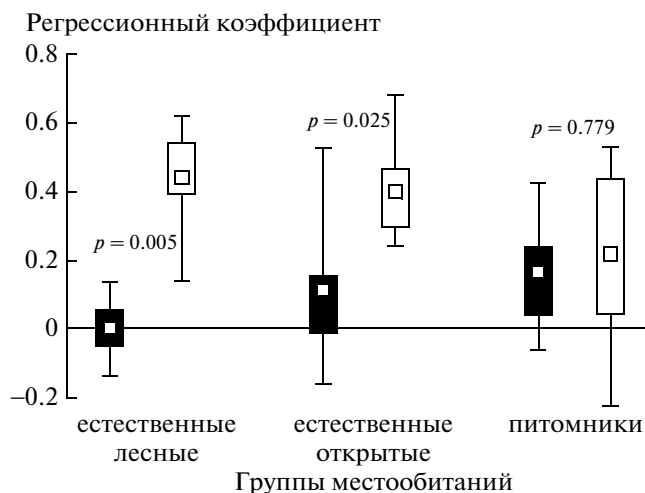 Регрессионный коэффициент
0.8
0.6
0.4
0.2
0
–0.2
p = 0.005
p = 0.025
p = 0.779
естественные лесные
естественные открытые
питомники
Группы местообитаний